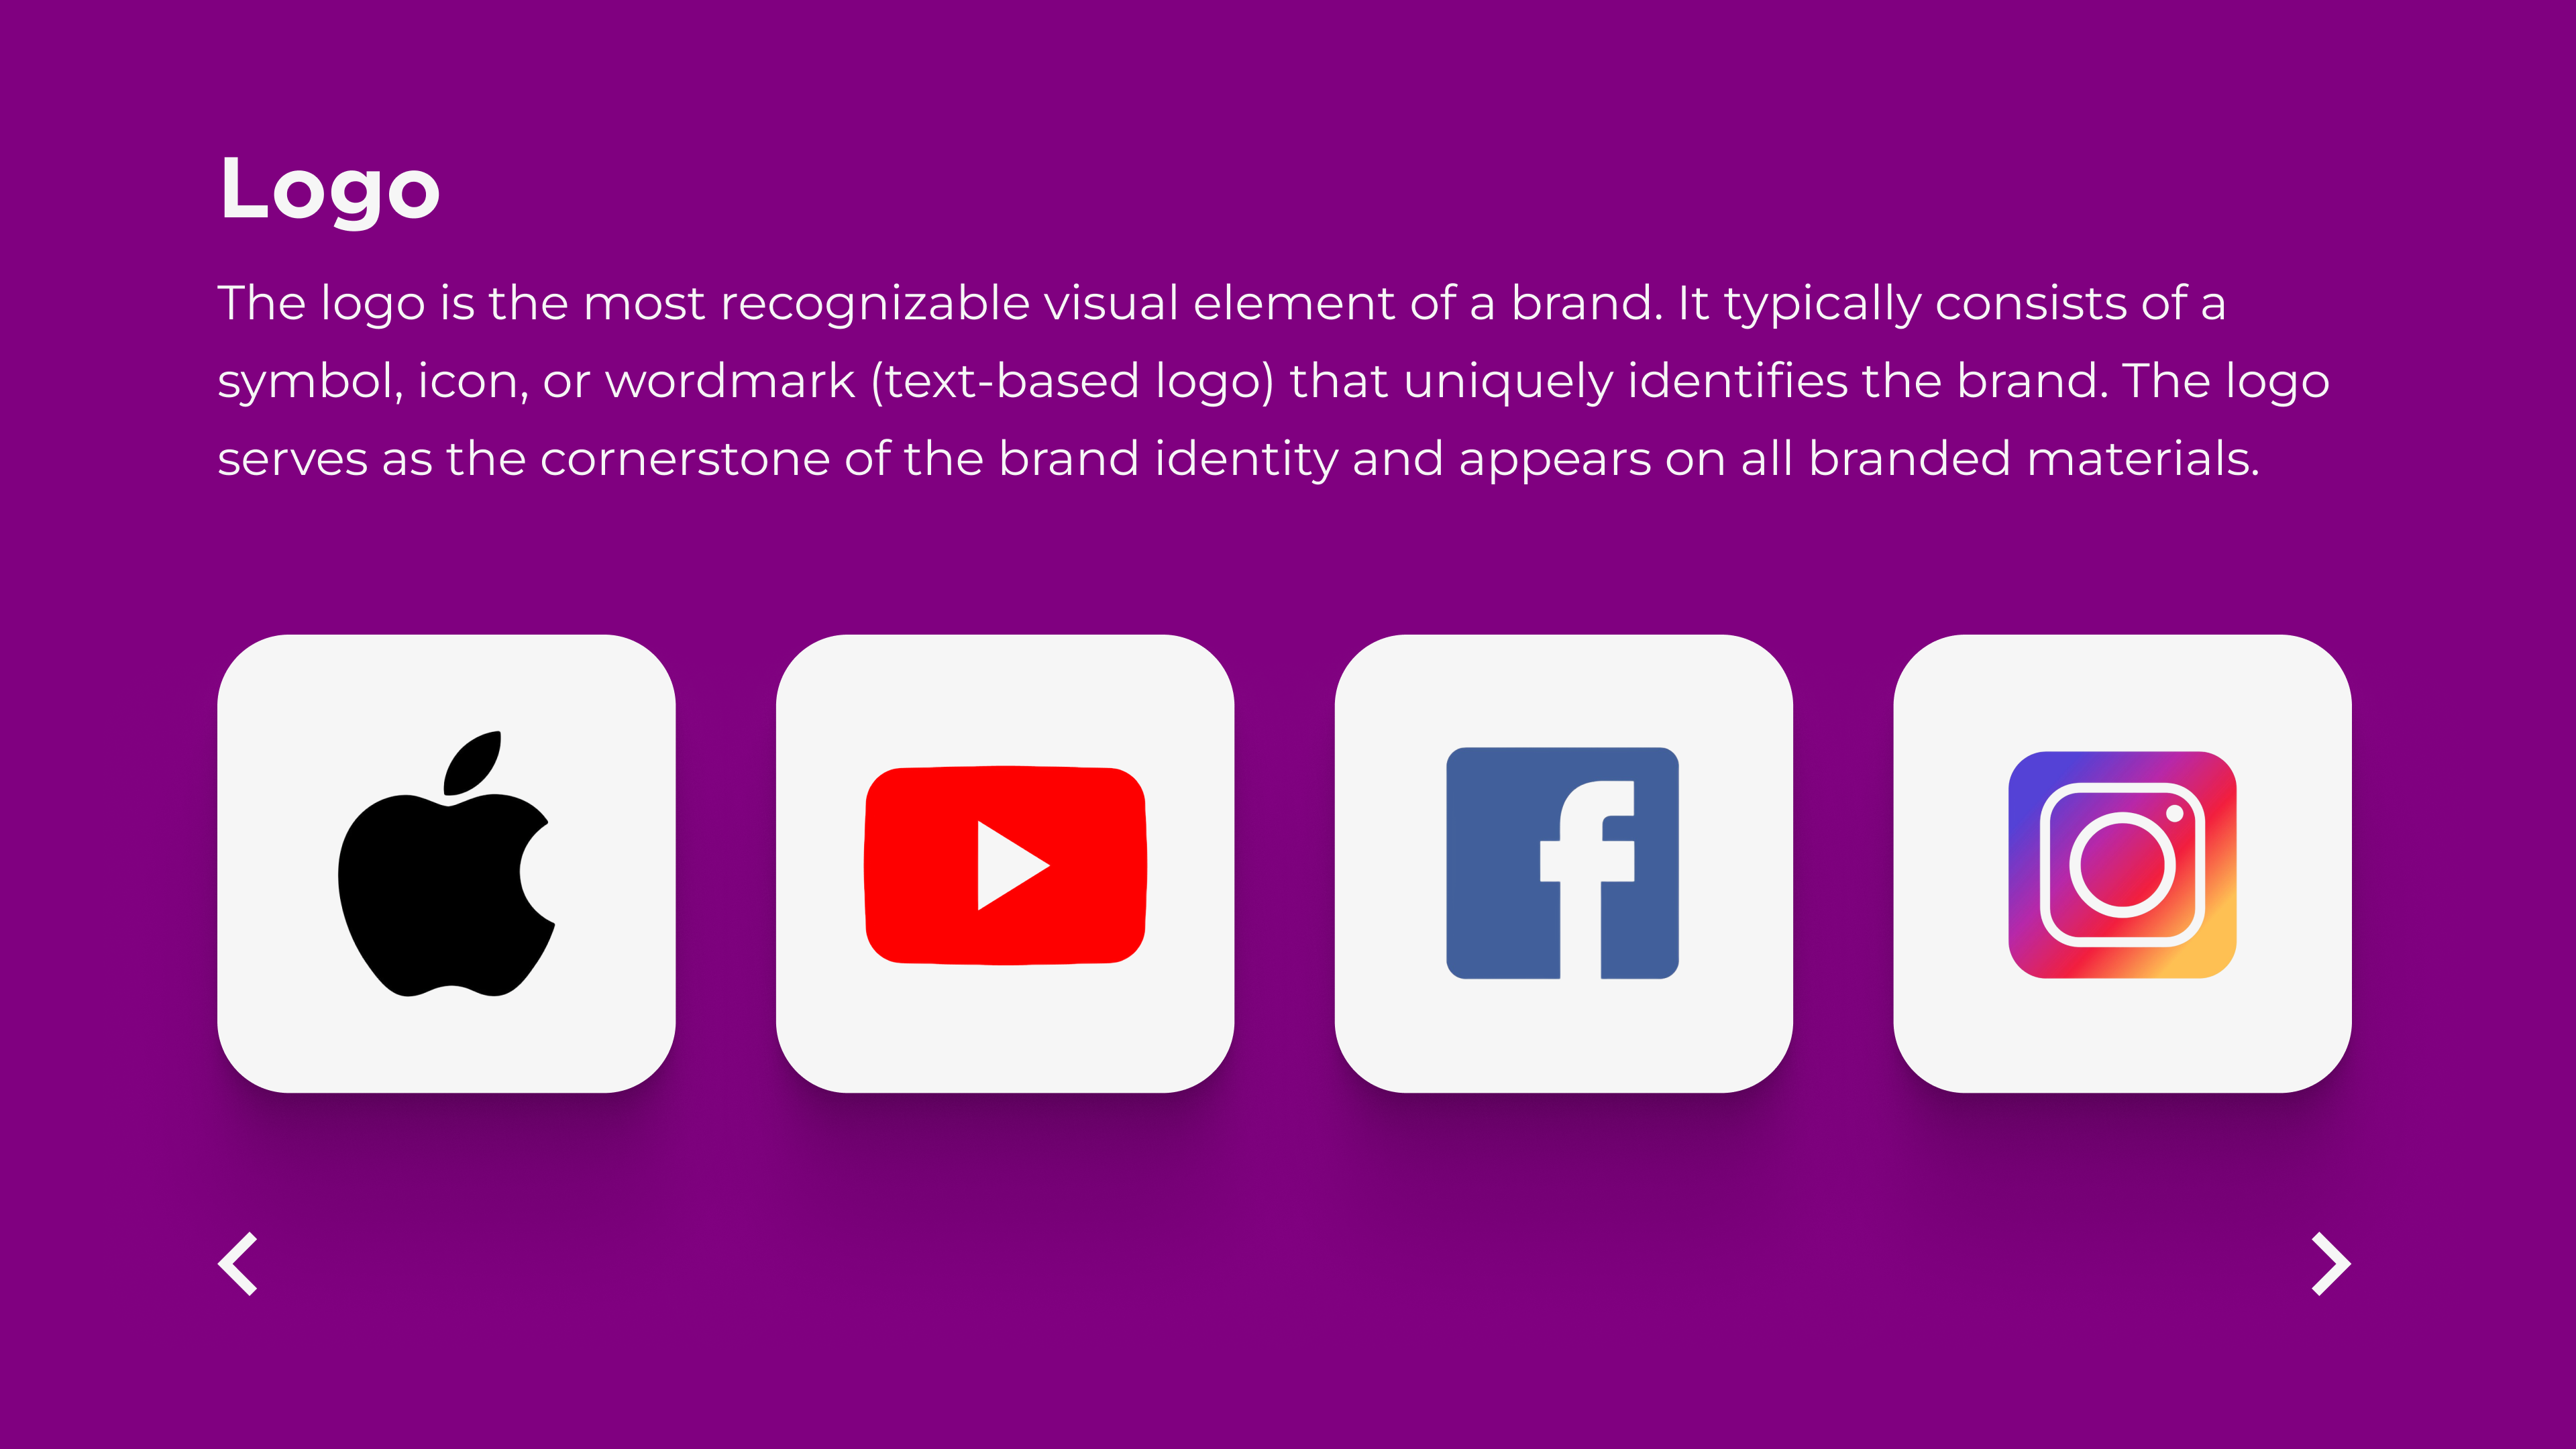 Logo
The logo is the most recognizable visual element of a brand. It typically consists of a
symbol, icon, or wordmark (text-based logo) that uniquely identifies the brand. The logo
serves as the cornerstone of the brand identity and appears on all branded materials.
f